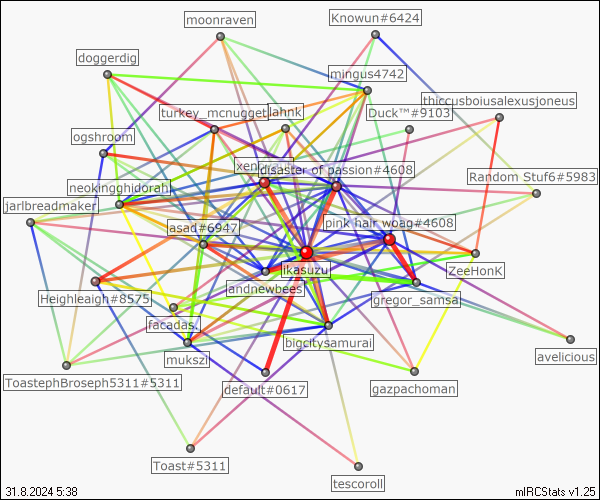 moonraven
Knowun#6424
doggerdig
mingus4742
thiccusboiusalexusjoneus
turkey_mcnugget
lahnk
Duck™#9103
ogshroom
disaster of passion#4608
Random Stuf6#5983
neokingghidorah
jarlbreadmaker
asad#6947
pink hair woag#4608
ikasuzu
ZeeHonK
andnewbees
Heighleaigh#8575
gregor_samsa
facadas.
bigcitysamurai
mukszi
avelicious
ToastephBroseph5311#5311
default#0617
gazpachoman
Toast#5311
tescoroll
31.8.2024 5:38
mIRCStats v1.25